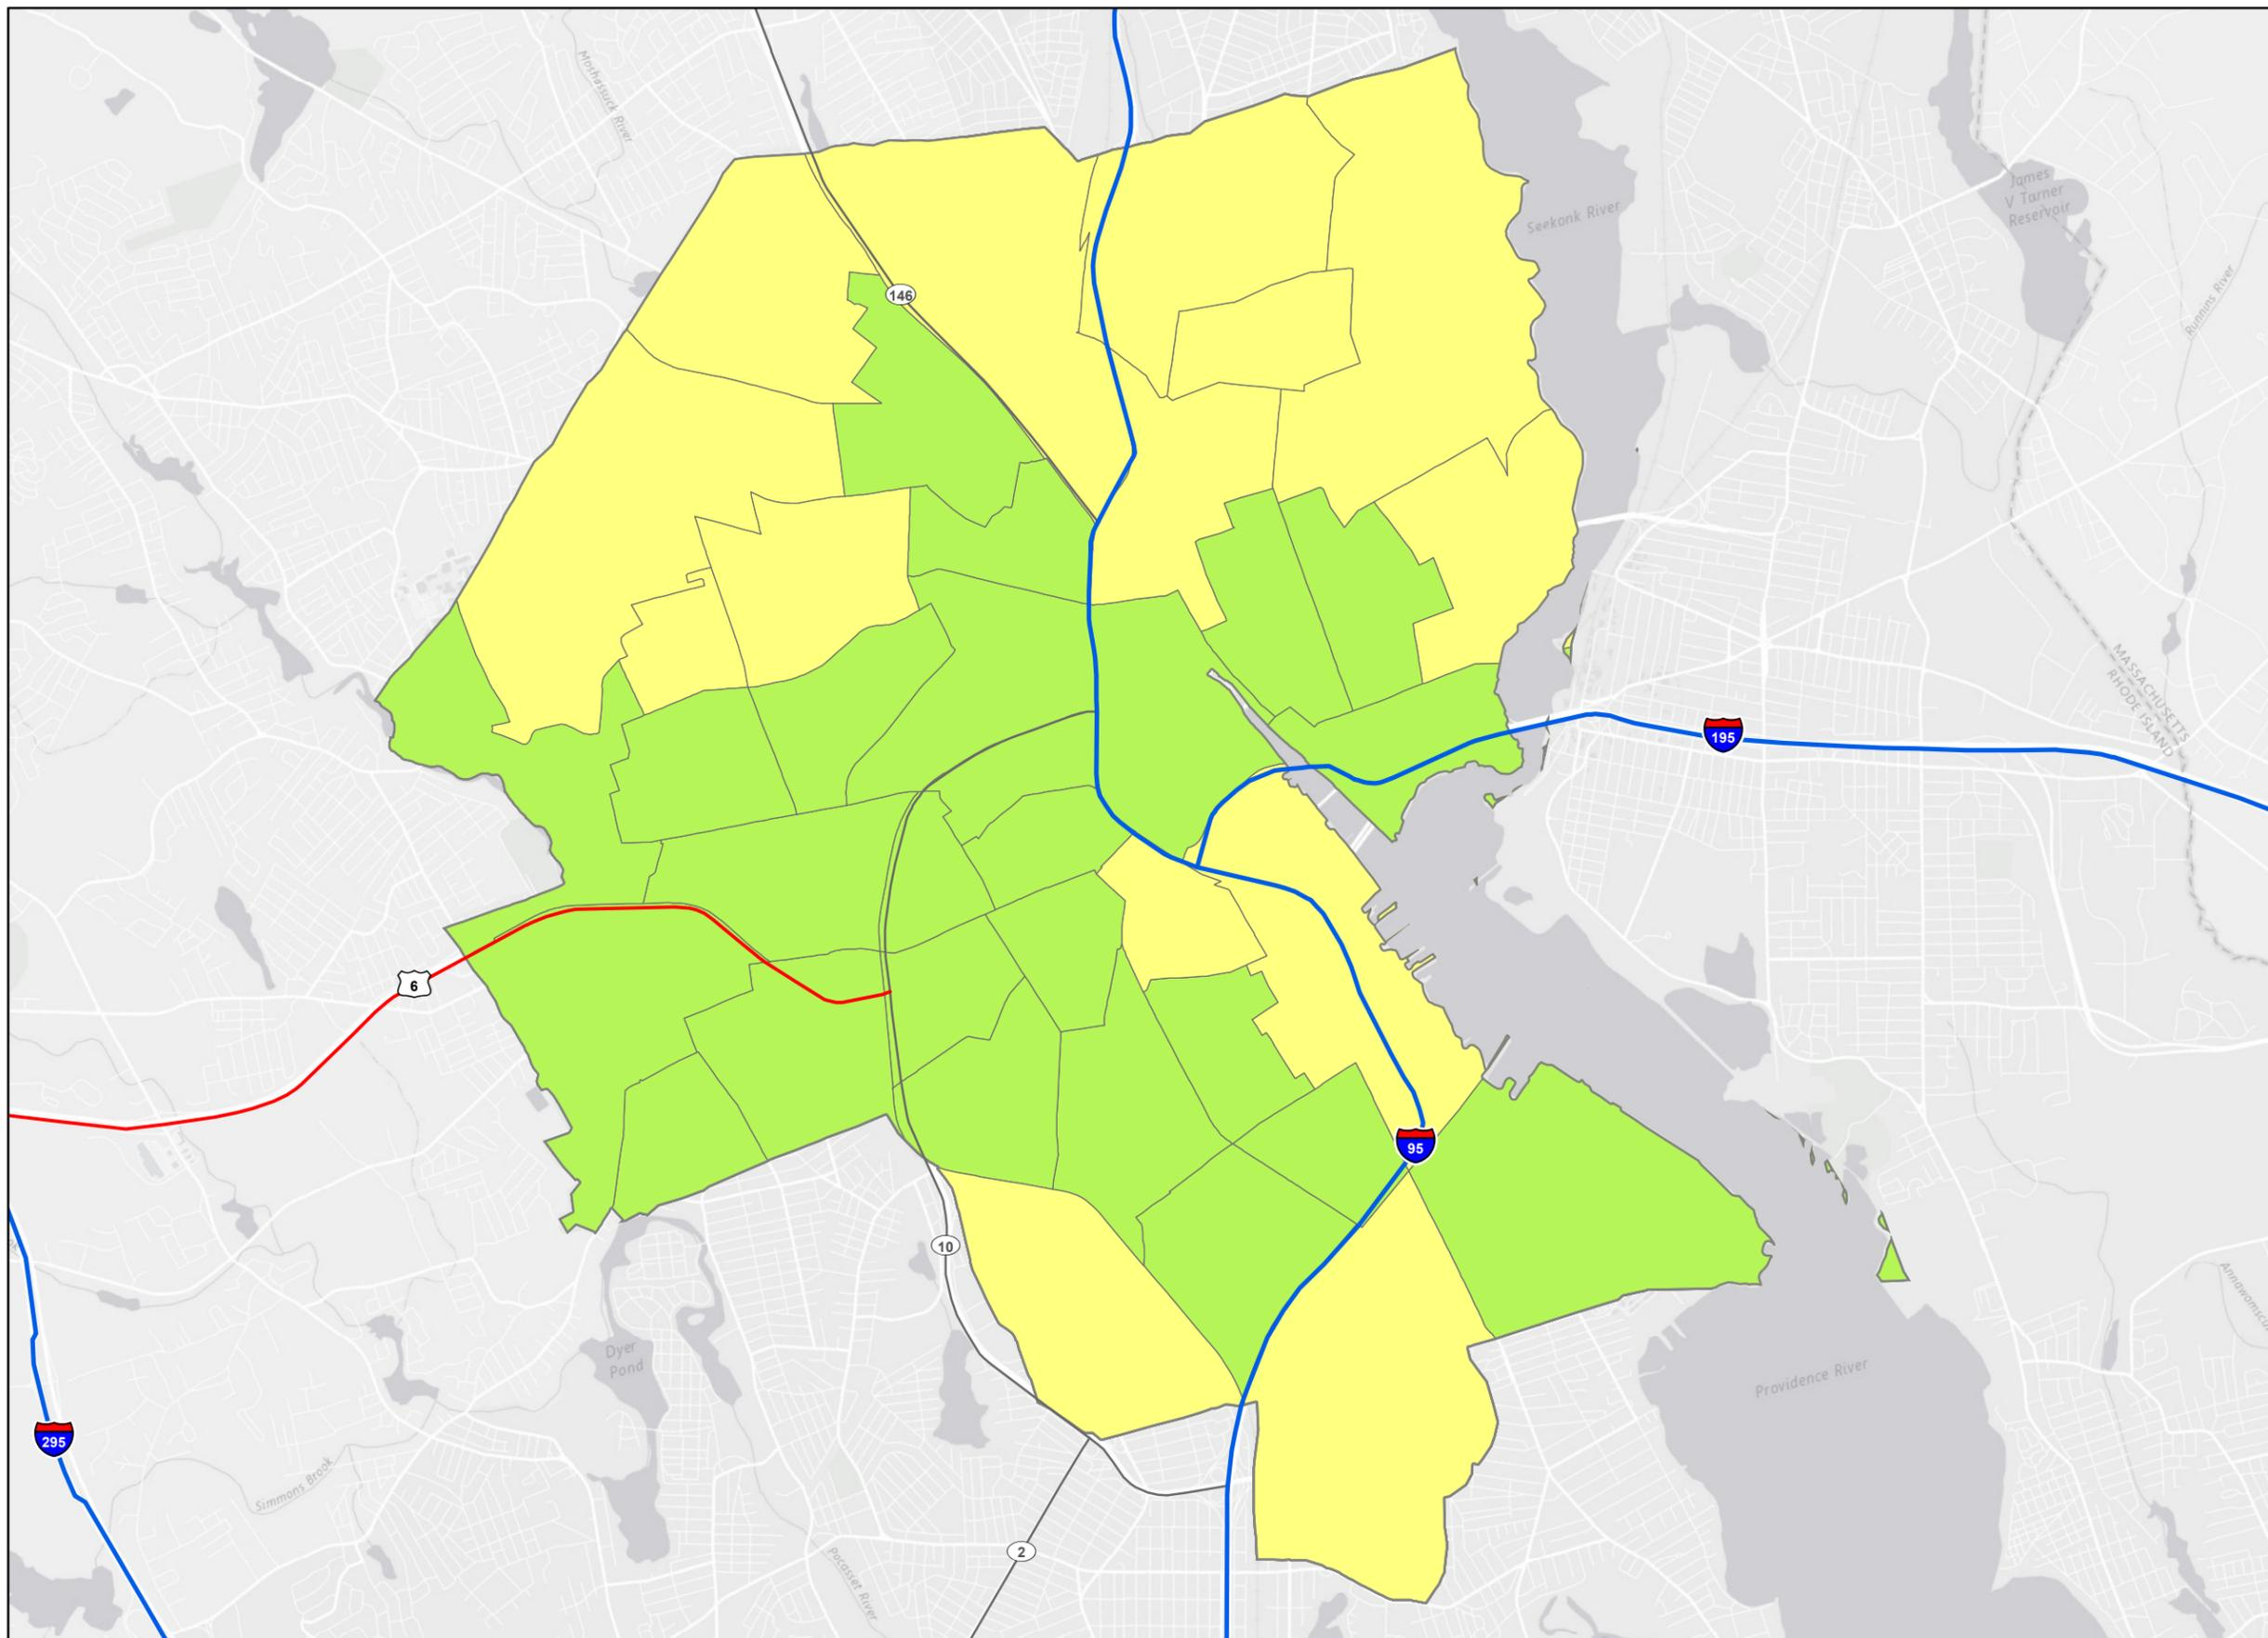 Moshassuck River
James
V Tarner
Reservoir
Seekonk River
Runnins River
146
MASSACHUSETTS
RHODE ISLAND
195
6
95
10
Dyer
Pond
Providence River
295
Simmons Brook
2
Pocasset River